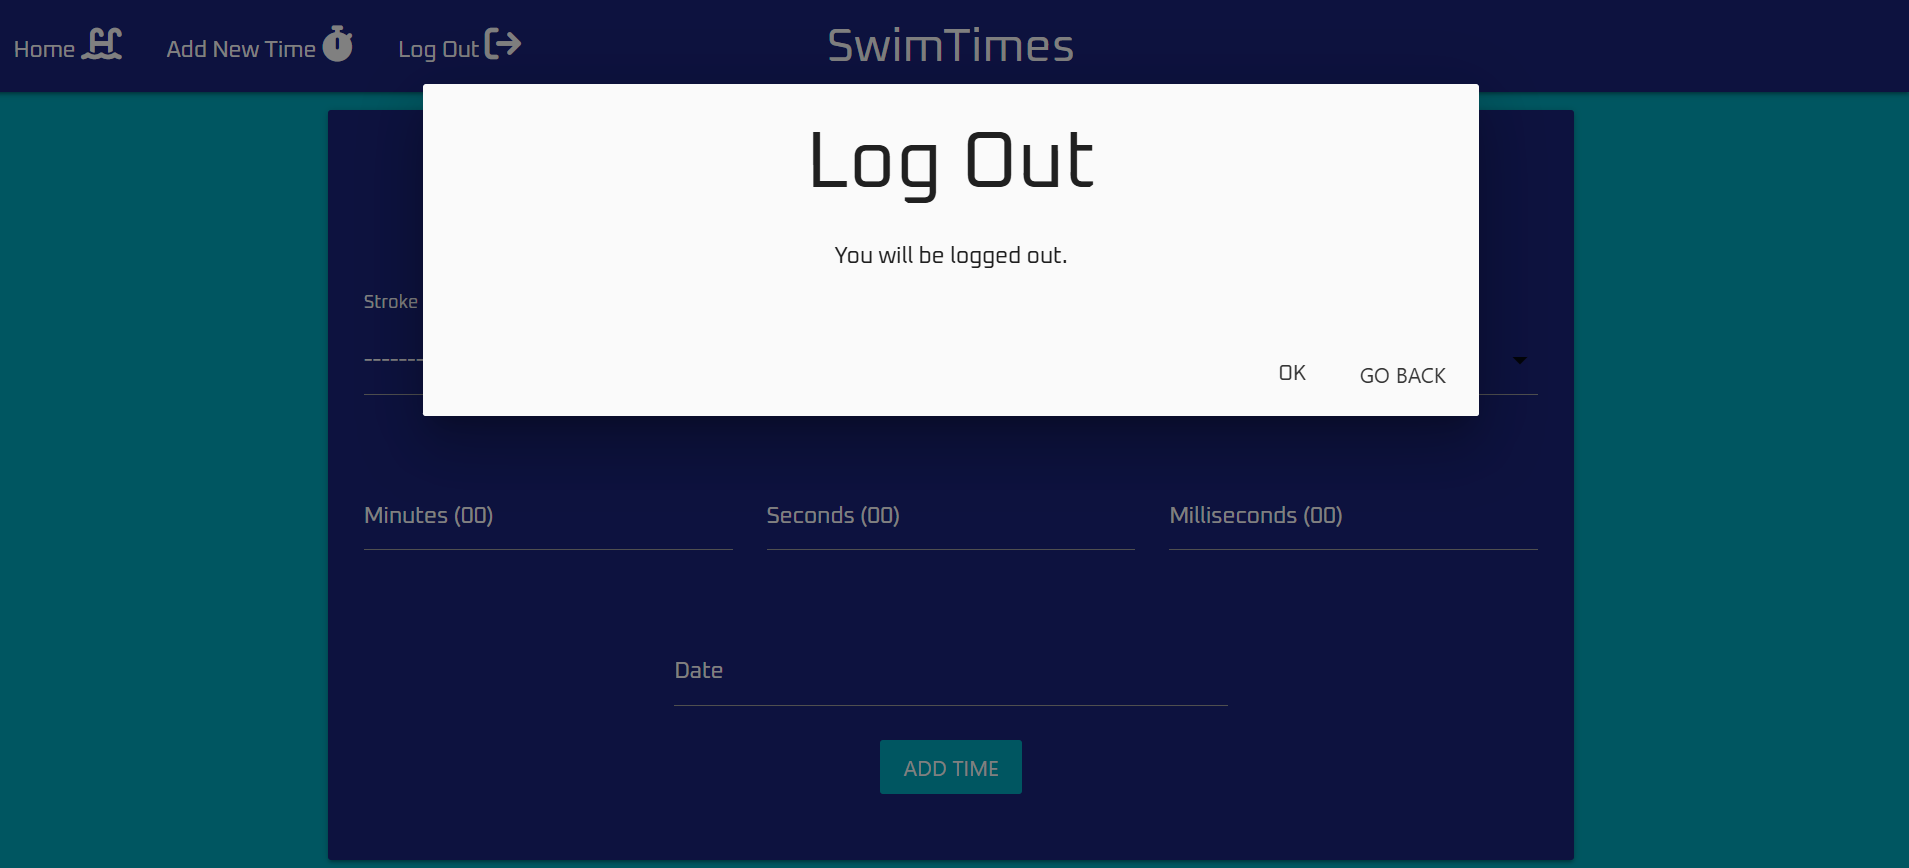 Home Add New Time Log Out SwimTimes
Log Out
You will be logged out.
OK GO BACK
Stroke
-------
Minutes (00) Seconds (00) Milliseconds (00)
Date
ADD TIME